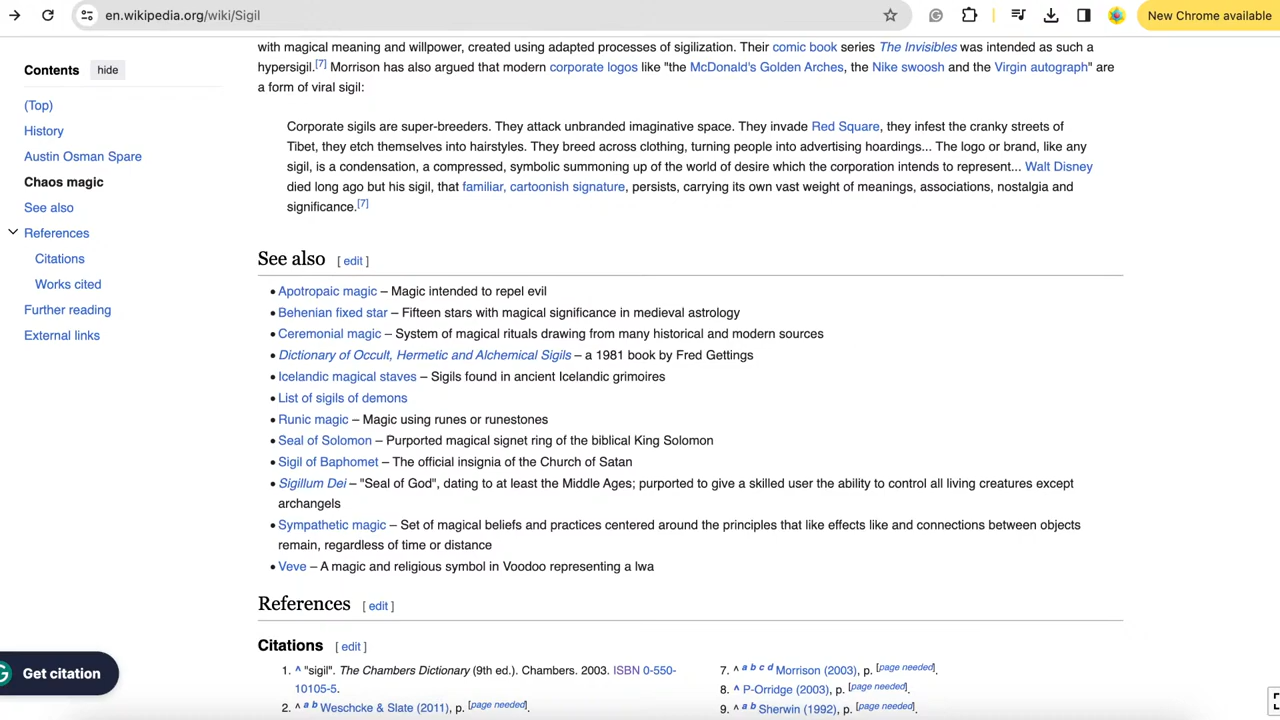 en.wikipedia.org/wiki/Sigil
New Chrome available
with magical meaning and willpower, created using adapted processes of sigilization. Their comic book series The Invisibles was intended as such a
hypersigil.[7] Morrison has also argued that modern corporate logos like "the McDonald's Golden Arches, the Nike swoosh and the Virgin autograph" are
a form of viral sigil:
Contents hide
(Top)
History
Austin Osman Spare
Chaos magic
See also
References
Citations
Works cited
Further reading
External links
Corporate sigils are super-breeders. They attack unbranded imaginative space. They invade Red Square, they infest the cranky streets of
Tibet, they etch themselves into hairstyles. They breed across clothing, turning people into advertising hoardings... The logo or brand, like any
sigil, is a condensation, a compressed, symbolic summoning up of the world of desire which the corporation intends to represent... Walt Disney
died long ago but his sigil, that familiar, cartoonish signature, persists, carrying its own vast weight of meanings, associations, nostalgia and
significance.[7]
See also [ edit ]
• Apotropaic magic – Magic intended to repel evil
• Behenian fixed star – Fifteen stars with magical significance in medieval astrology
• Ceremonial magic – System of magical rituals drawing from many historical and modern sources
• Dictionary of Occult, Hermetic and Alchemical Sigils – a 1981 book by Fred Gettings
• Icelandic magical staves – Sigils found in ancient Icelandic grimoires
• List of sigils of demons
• Runic magic – Magic using runes or runestones
• Seal of Solomon – Purported magical signet ring of the biblical King Solomon
• Sigil of Baphomet – The official insignia of the Church of Satan
• Sigillum Dei – "Seal of God", dating to at least the Middle Ages; purported to give a skilled user the ability to control all living creatures except
archangels
• Sympathetic magic – Set of magical beliefs and practices centered around the principles that like effects like and connections between objects
remain, regardless of time or distance
• Veve – A magic and religious symbol in Voodoo representing a lwa
References [ edit ]
Citations [ edit ]
1. ^ "sigil". The Chambers Dictionary (9th ed.). Chambers. 2003. ISBN 0-550-
10105-5.
2. ^ a b Weschcke & Slate (2011), p. [page needed].
7. ^ a b c d Morrison (2003), p. [page needed].
8. ^ P-Orridge (2003), p. [page needed].
9. ^ a b Sherwin (1992), p. [page needed].
Get citation